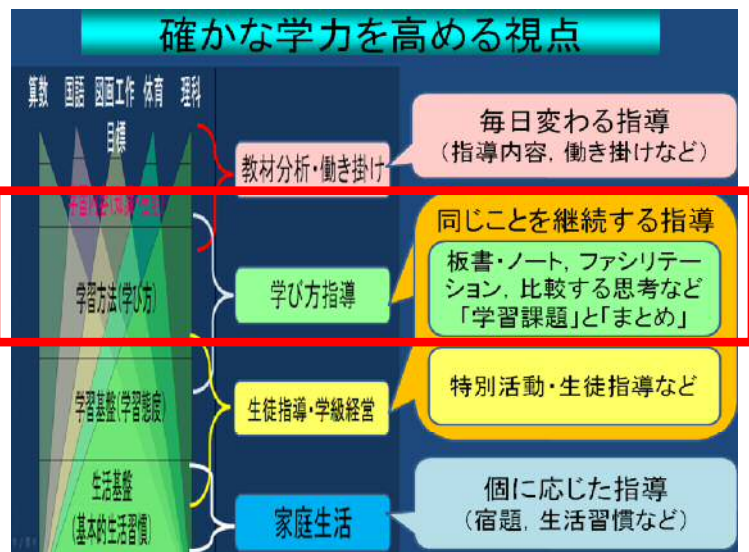 確かな学力を高める視点
算数 国語 図画工作 体育 理科
目標
学習方法(学び方)
学習基盤(学習態度)
生活基盤
(基本的生活習慣)
教材分析・働き掛け
学び方指導
生徒指導・学級経営
家庭生活
毎日変わる指導
(指導内容, 働き掛けなど)
同じことを継続する指導
板書・ノート, ファシリテー
ション, 比較する思考など
「学習課題」と「まとめ」
特別活動・生徒指導など
個に応じた指導
(宿題, 生活習慣など)